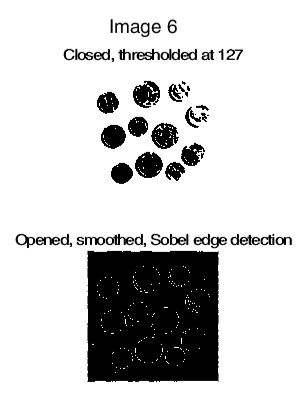 Image 6
Closed, thresholded at 127
Opened, smoothed, Sobel edge detection